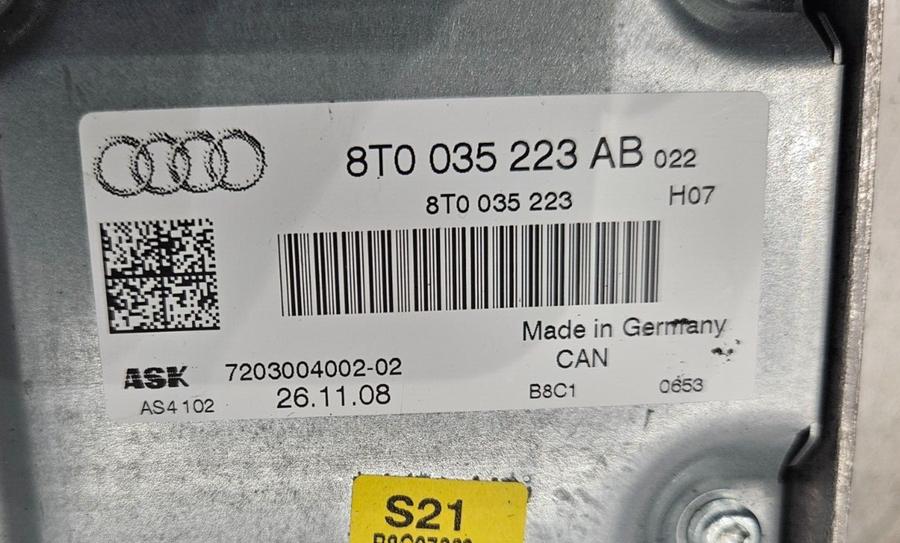 8T0 035 223 AB 022
8T0 035 223 H07
Made in Germany
ASK 7203004002-02 CAN
AS4 102 26.11.08 B8C1 0653
S21